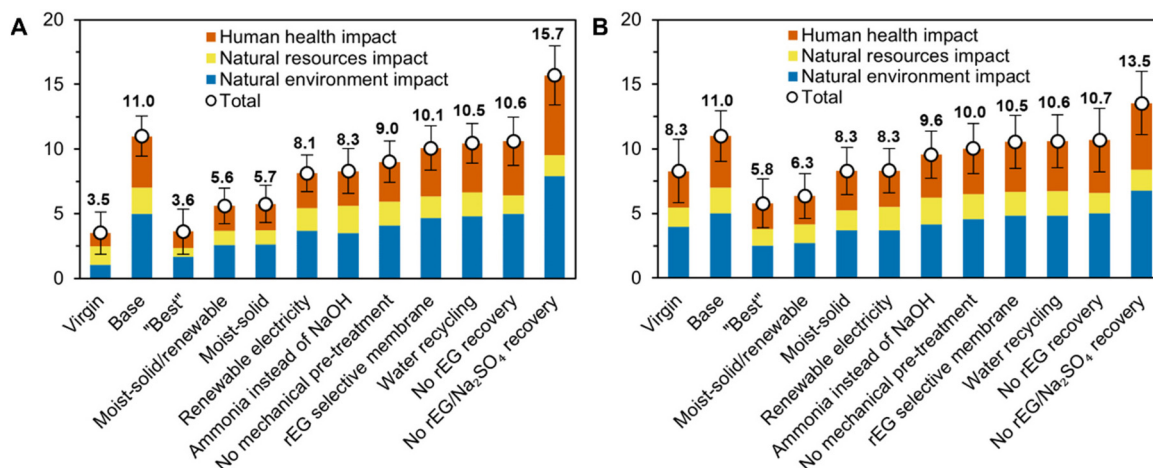 A
20
15
10
5
0
Human health impact
Natural resources impact
Natural environment impact
Total
3.5
11.0
3.6
5.6
5.7
8.1
8.3
9.0
10.1
10.5
10.6
15.7
Virgin
Base
"Best"
Moist-solid/renewable
Moist-solid
Renewable electricity
Ammonia instead of NaOH
No mechanical pre-treatment
rEG selective membrane
Water recycling
No rEG recovery
No rEG/Na₂SO₄ recovery
B
20
15
10
5
0
Human health impact
Natural resources impact
Natural environment impact
Total
8.3
11.0
5.8
6.3
8.3
8.3
9.6
10.0
10.5
10.6
10.7
13.5
Virgin
Base
"Best"
Moist-solid/renewable
Moist-solid
Renewable electricity
Ammonia instead of NaOH
No mechanical pre-treatment
rEG selective membrane
Water recycling
No rEG recovery
No rEG/Na₂SO₄ recovery